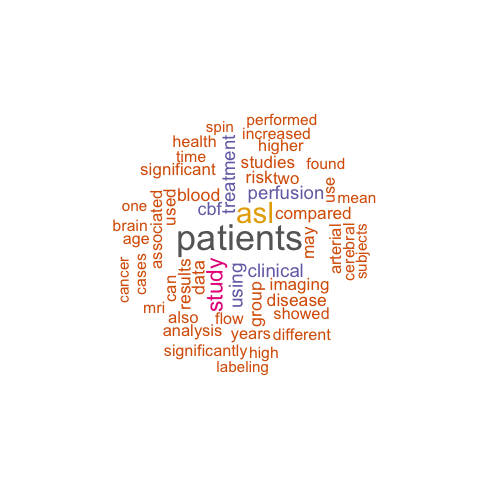 performed
spin
increased
health
higher
time
treatment
studies
found
significant
risk
two
use
blood
perfusion
mean
one
used
cbf
asl
compared
associated
brain
patients
may
arterial
cerebral
subjects
age
cancer
cases
can
results
data
study
using
clinical
group
imaging
disease
mri
also
flow
showed
analysis
years
different
significantly
high
labeling